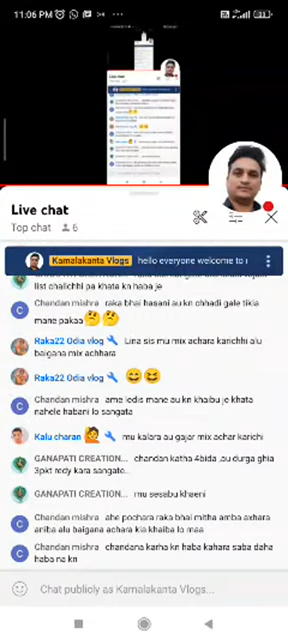 11:06 PM
Live chat
Top chat 6
Kamalakanta Vlogs hello everyone welcome to
list chalichhi pa khata kn haba je
Chandan mishra raka bhai hasani au kn chhadi gale tikia
mane pakaa🤔🤔
Raka22 Odia vlog Lina sis mu mix achara karichhi alu
baigana mix achhara
Raka22 Odia vlog 😄😆
Chandan mishra ame ledis mane au kn khaibu je khata
nahele habani lo sangata
Kalu charan 🙋 mu kalara au gajar mix achar karichi
GANAPATI CREATION... chandan katha 4bida ,au durga ghia
3pkt redy kara sangate..
GANAPATI CREATION... mu sesabu khaeni
Chandan mishra ahe pochara raka bhai mitha amba axhara
aniba alu baigana achara kia khaiba lo maa
Chandan mishra chandana karha kn haba kahara saba daha
haba na kn
Chat publicly as Kamalakanta Vlogs...